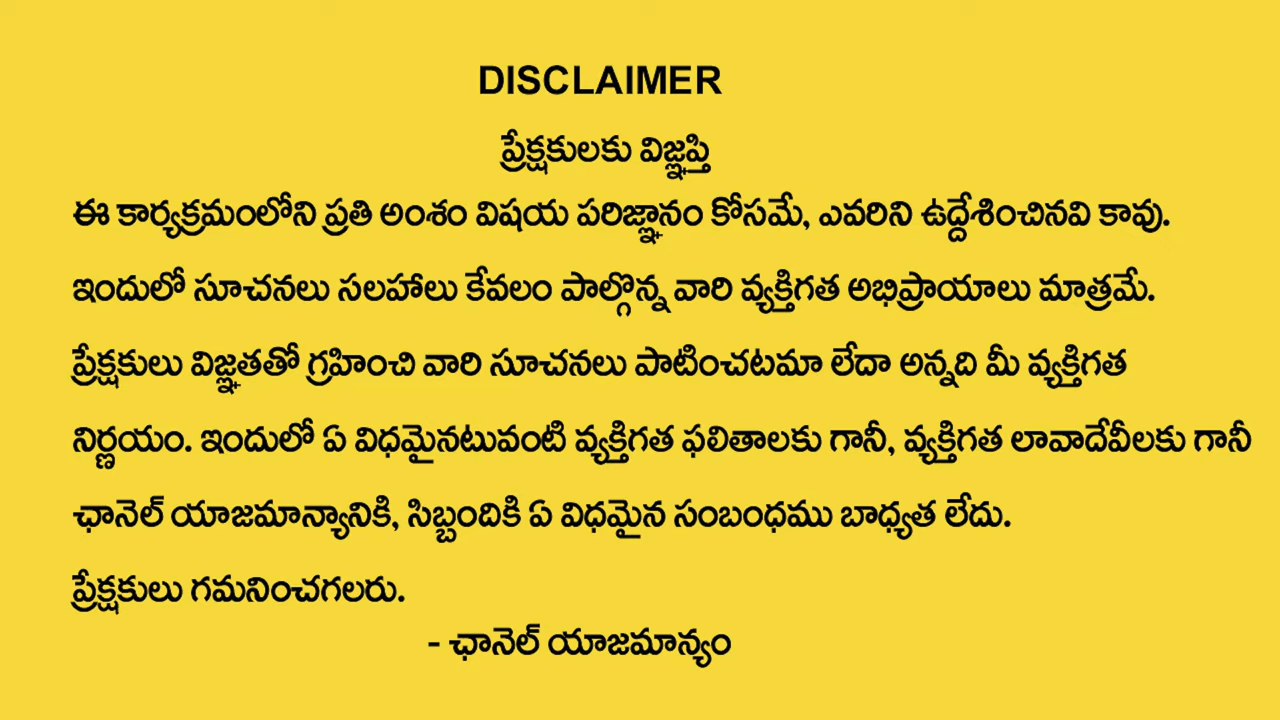 DISCLAIMER
ప్రేక్షకులకు విజ్ఞప్తి
ఈ కార్యక్రమంలోని ప్రతి అంశం విషయ పరిజ్ఞానం కోసమే, ఎవరిని ఉద్దేశించినవి కావు.
ఇందులో సూచనలు సలహాలు కేవలం పాల్గొన్న వారి వ్యక్తిగత అభిప్రాయాలు మాత్రమే.
ప్రేక్షకులు విజ్ఞతతో గ్రహించి వారి సూచనలు పాటించటమా లేదా అన్నది మీ వ్యక్తిగత
నిర్ణయం. ఇందులో ఏ విధమైనటువంటి వ్యక్తిగత ఫలితాలకు గానీ, వ్యక్తిగత లావాదేవీలకు గానీ
ఛానెల్ యాజమాన్యానికి, సిబ్బందికి ఏ విధమైన సంబంధము బాధ్యత లేదు.
ప్రేక్షకులు గమనించగలరు.
- ఛానెల్ యాజమాన్యం